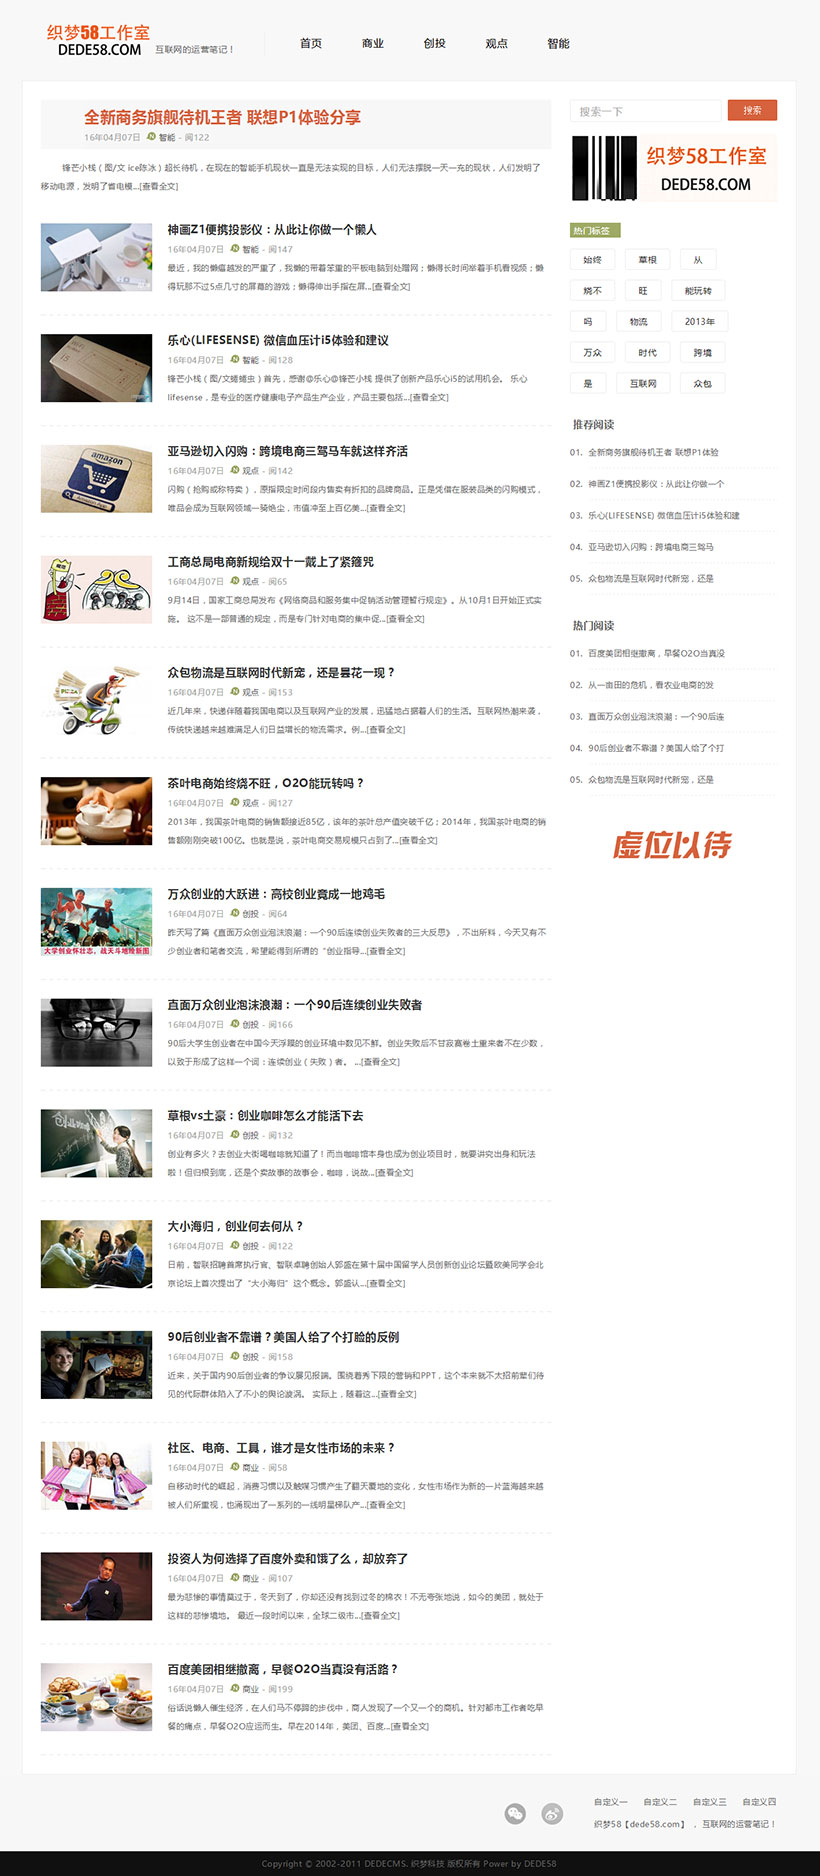 织梦58工作室
DEDE58.COM
互联网的运营笔记！
首页 商业 创投 观点 智能
全新商务旗舰待机王者 联想P1体验分享
16年04月07日 智能 - 阅122
锋芒小栈（图/文 ice陈冰）超长待机，在现在的智能手机现状一直是无法实现的目标，人们无法摆脱一天一充的现状，人们发明了
移动电源，发明了省电模...[查看全文]
神画Z1便携投影仪：从此让你做一个懒人
16年04月07日 智能 - 阅147
最近，我的懒癌越发的严重了，我懒的带着笨重的平板电脑到处蹭网；懒得长时间举着手机看视频；懒
得玩那不过5点几寸的屏幕的游戏；懒得伸出手指在屏...[查看全文]
乐心(LIFESENSE) 微信血压计i5体验和建议
16年04月07日 智能 - 阅128
锋芒小栈（图/文蟋蟋虫）首先，感谢@乐心@锋芒小栈 提供了创新产品乐心i5的试用机会。 乐心
lifesense，是专业的医疗健康电子产品生产企业，产品主要包括...[查看全文]
amazon
亚马逊切入闪购：跨境电商三驾马车就这样齐活
16年04月07日 观点 - 阅142
闪购（抢购或称特卖），原指限定时间段内售卖有折扣的品牌商品。正是凭借在服装品类的闪购模式，
唯品会成为互联网领域一骑绝尘，市值冲至上百亿美...[查看全文]
工商总局电商新规给双十一戴上了紧箍咒
16年04月07日 观点 - 阅65
9月14日，国家工商总局发布《网络商品和服务集中促销活动管理暂行规定》。从10月1日开始正式实
施。 这不是一部普通的规定，而是专门针对电商的集中促...[查看全文]
PIZZA
众包物流是互联网时代新宠，还是昙花一现？
16年04月07日 观点 - 阅153
近几年来，快递伴随着我国电商以及互联网产业的发展，迅猛地占据着人们的生活。互联网热潮来袭，
传统快递越来越难满足人们日益增长的物流需求。例...[查看全文]
茶叶电商始终烧不旺，O2O能玩转吗？
16年04月07日 观点 - 阅127
2013年，我国茶叶电商的销售额接近85亿，该年的茶叶总产值突破千亿；2014年，我国茶叶电商的销
售额刚刚突破100亿。也就是说，茶叶电商交易规模只占到了...[查看全文]
大学创业怀壮志，战天斗地绘新图
万众创业的大跃进：高校创业竟成一地鸡毛
16年04月07日 创投 - 阅64
昨天写了篇《直面万众创业泡沫浪潮：一个90后连续创业失败者的三大反思》，不出所料，今天又有不
少创业者和笔者交流，希望能得到所谓的“创业指导...[查看全文]
直面万众创业泡沫浪潮：一个90后连续创业失败者
16年04月07日 创投 - 阅166
90后大学生创业者在中国今天浮躁的创业环境中数见不鲜。创业失败后不甘寂寞卷土重来者不在少数，
以致于形成了这样一个词：连续创业（失败）者。 ...[查看全文]
草根vs土豪：创业咖啡怎么才能活下去
16年04月07日 创投 - 阅132
创业有多火？去创业大街喝咖啡就知道了！而当咖啡馆本身也成为创业项目时，就要讲究出身和玩法
啦！但归根到底，还是个卖故事的故事会，咖啡，说故...[查看全文]
大小海归，创业何去何从？
16年04月07日 创投 - 阅122
日前，智联招聘首席执行官、智联卓聘创始人郭盛在第十届中国留学人员创新创业论坛暨欧美同学会北
京论坛上首次提出了“大小海归”这个概念。郭盛认...[查看全文]
90后创业者不靠谱？美国人给了个打脸的反例
16年04月07日 创投 - 阅158
近来，关于国内90后创业者的争议屡见报端。围绕着秀下限的营销和PPT，这个本来就不太招前辈们待
见的代际群体陷入了不小的舆论漩涡。 实际上，随着这...[查看全文]
社区、电商、工具，谁才是女性市场的未来？
16年04月07日 商业 - 阅58
自移动时代的崛起，消费习惯以及触媒习惯产生了翻天覆地的变化，女性市场作为新的一片蓝海越来越
被人们所重视，也涌现出了一系列的一线明星梯队产...[查看全文]
投资人为何选择了百度外卖和饿了么，却放弃了
16年04月07日 商业 - 阅107
最为悲惨的事情莫过于，冬天到了，你却还没有找到过冬的棉衣！不无夸张地说，如今的美团，就处于
这样的悲惨境地。 最近一段时间以来，全球二级市...[查看全文]
百度美团相继撤离，早餐O2O当真没有活路？
16年04月07日 商业 - 阅199
俗话说懒人催生经济，在人们马不停蹄的步伐中，商人发现了一个又一个的商机。针对都市工作者吃早
餐的痛点，早餐O2O应运而生。早在2014年，美团、百度...[查看全文]
搜索一下 搜索
织梦58工作室
DEDE58.COM
热门标签
始终 草根 从
烧不 旺 能玩转
吗 物流 2013年
万众 时代 跨境
是 互联网 众包
推荐阅读
01. 全新商务旗舰待机王者 联想P1体验
02. 神画Z1便携投影仪：从此让你做一个
03. 乐心(LIFESENSE) 微信血压计i5体验和建
04. 亚马逊切入闪购：跨境电商三驾马
05. 众包物流是互联网时代新宠，还是
热门阅读
01. 百度美团相继撤离，早餐O2O当真没
02. 从一亩田的危机，看农业电商的发
03. 直面万众创业泡沫浪潮：一个90后连
04. 90后创业者不靠谱？美国人给了个打
05. 众包物流是互联网时代新宠，还是
虚位以待
自定义一 自定义二 自定义三 自定义四
织梦58【dede58.com】 ，互联网的运营笔记！
Copyright © 2002-2011 DEDECMS. 织梦科技 版权所有 Power by DEDE58